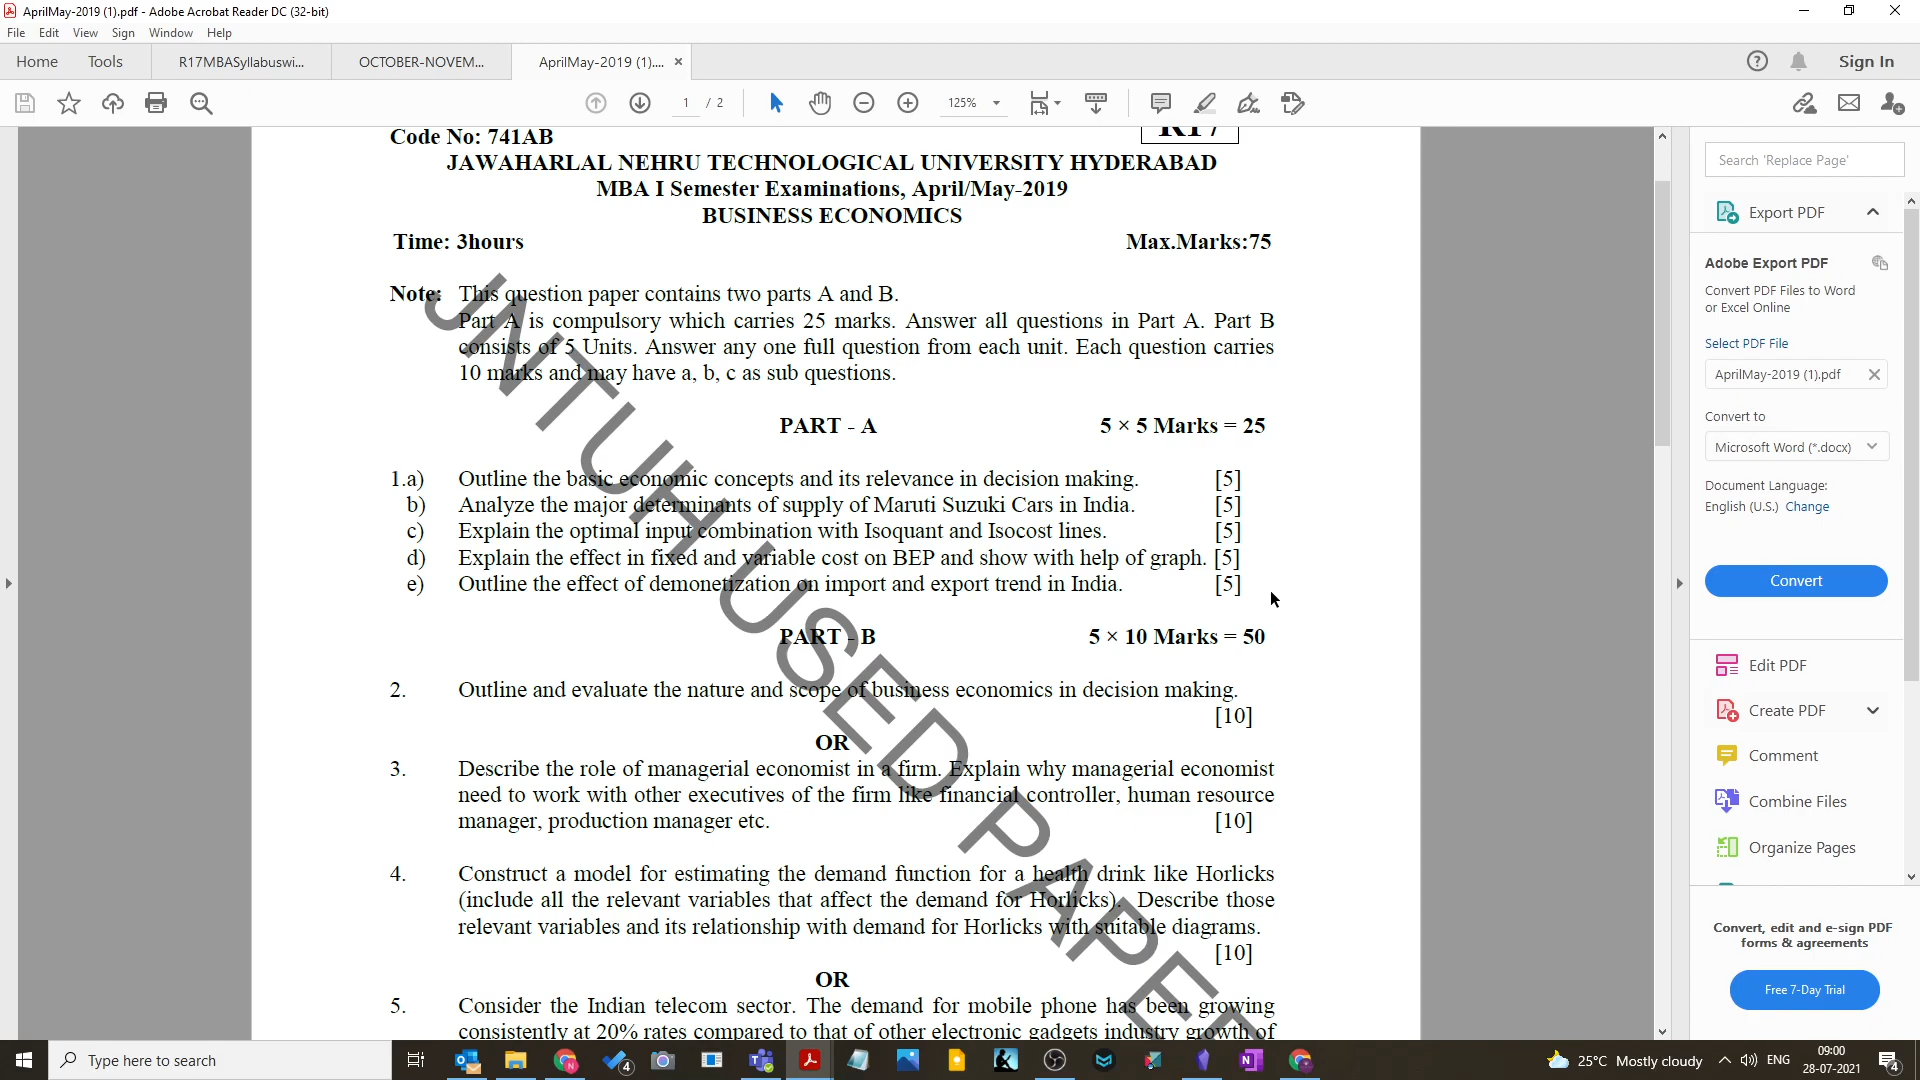 AprilMay-2019 (1).pdf - Adobe Acrobat Reader DC (32-bit)
File Edit View Sign Window Help
Home Tools R17MBASyllabuswi... OCTOBER-NOVEM... AprilMay-2019 (1).... × Sign In
1 / 2 125%
Code No: 741AB R17
JAWAHARLAL NEHRU TECHNOLOGICAL UNIVERSITY HYDERABAD
MBA I Semester Examinations, April/May-2019
BUSINESS ECONOMICS
Time: 3hours Max.Marks:75
Note: This question paper contains two parts A and B.
Part A is compulsory which carries 25 marks. Answer all questions in Part A. Part B
consists of 5 Units. Answer any one full question from each unit. Each question carries
10 marks and may have a, b, c as sub questions.
PART - A 5 × 5 Marks = 25
1.a) Outline the basic economic concepts and its relevance in decision making. [5]
b) Analyze the major determinants of supply of Maruti Suzuki Cars in India. [5]
c) Explain the optimal input combination with Isoquant and Isocost lines. [5]
d) Explain the effect in fixed and variable cost on BEP and show with help of graph. [5]
e) Outline the effect of demonetization on import and export trend in India. [5]
PART - B 5 × 10 Marks = 50
2. Outline and evaluate the nature and scope of business economics in decision making.
[10]
OR
3. Describe the role of managerial economist in a firm. Explain why managerial economist
need to work with other executives of the firm like financial controller, human resource
manager, production manager etc. [10]
4. Construct a model for estimating the demand function for a health drink like Horlicks
(include all the relevant variables that affect the demand for Horlicks). Describe those
relevant variables and its relationship with demand for Horlicks with suitable diagrams.
[10]
OR
5. Consider the Indian telecom sector. The demand for mobile phone has been growing
consistently at 20% rates compared to that of other electronic gadgets industry growth of
JNTUH USED PAPER
Search 'Replace Page'
Export PDF
Adobe Export PDF
Convert PDF Files to Word
or Excel Online
Select PDF File
AprilMay-2019 (1).pdf
Convert to
Microsoft Word (*.docx)
Document Language:
English (U.S.) Change
Convert
Edit PDF
Create PDF
Comment
Combine Files
Organize Pages
Convert, edit and e-sign PDF
forms & agreements
Free 7-Day Trial
Type here to search
4
25°C Mostly cloudy ENG
09:00
28-07-2021
4